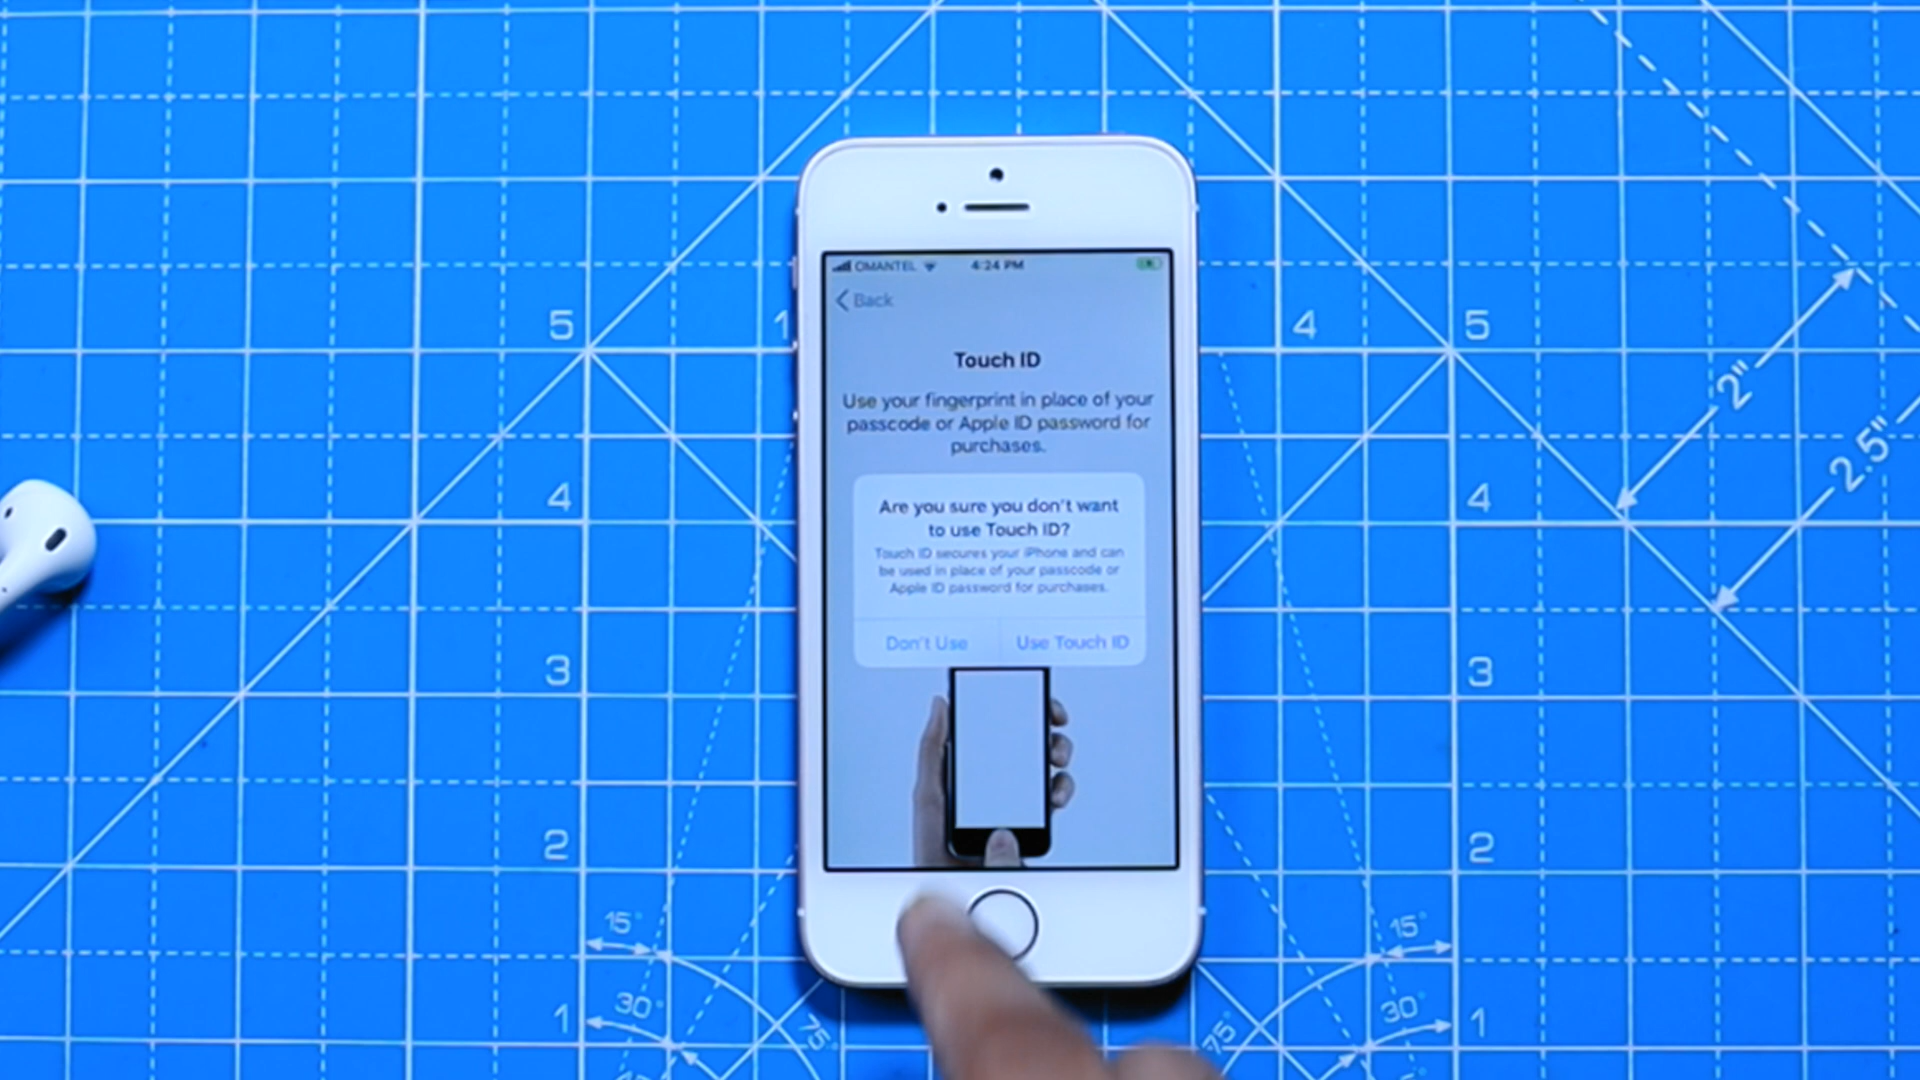 OMANTEL 4:24 PM
Back
Touch ID
Use your fingerprint in place of your
passcode or Apple ID password for
purchases.
Are you sure you don't want
to use Touch ID?
Touch ID secures your iPhone and can
be used in place of your passcode or
Apple ID password for purchases.
Don't Use Use Touch ID
5 1 4 5
4 4
3 3
2 2
1 1
15° 15°
30° 30°
75° 75°
2"
2.5"